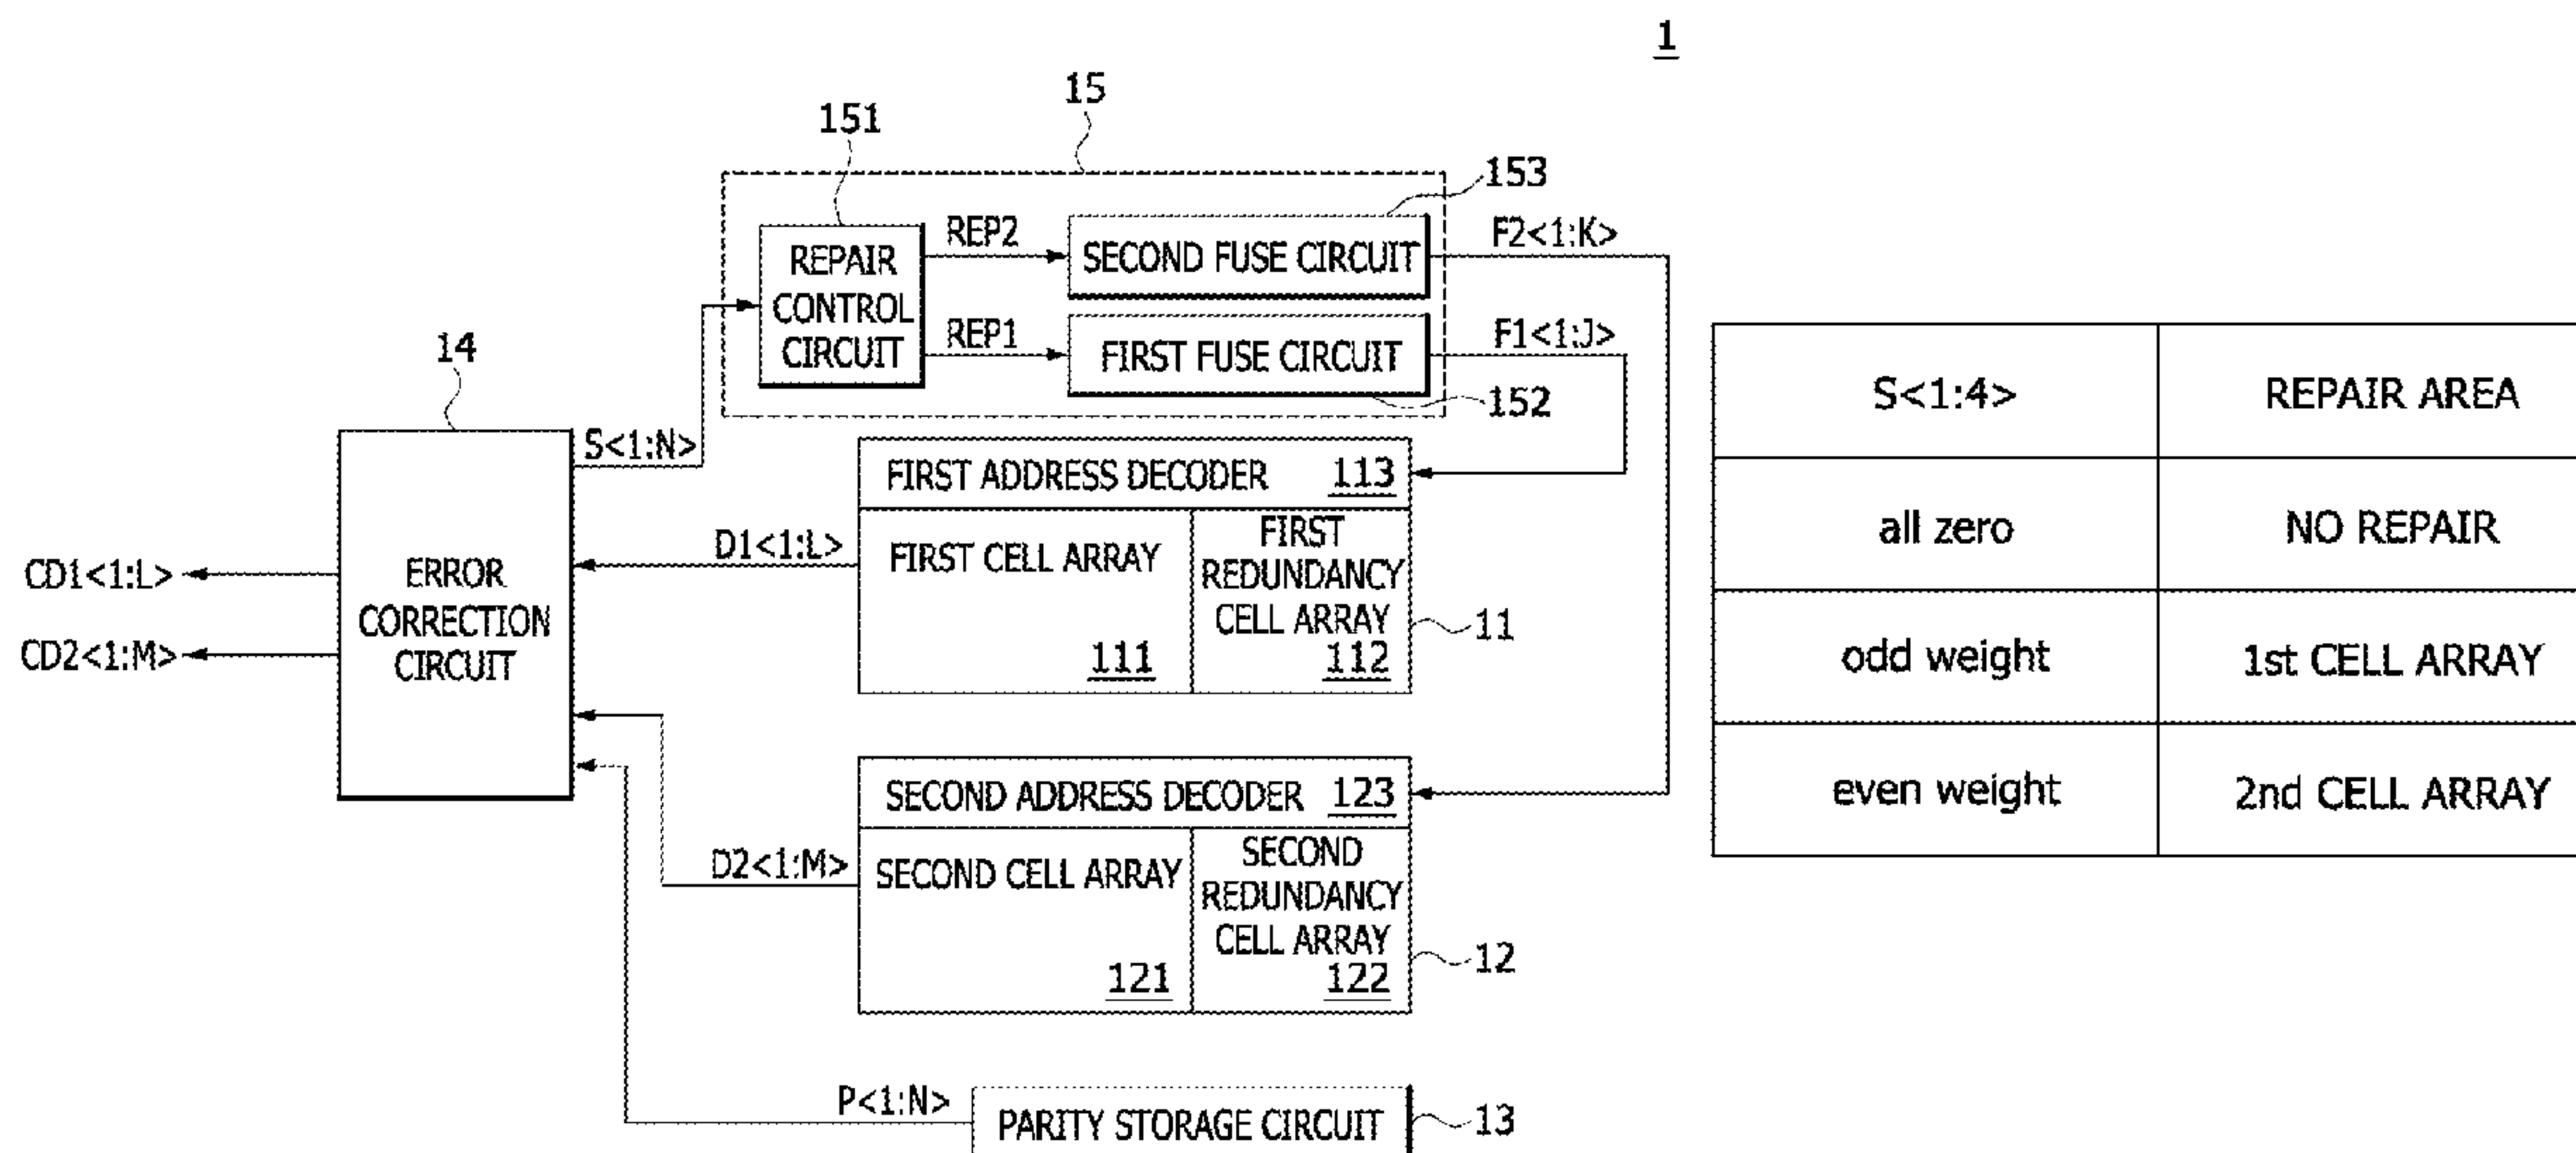 1
15
151
153
REP2
SECOND FUSE CIRCUIT
F2<1:K>
REPAIR
CONTROL
CIRCUIT
REP1
FIRST FUSE CIRCUIT
F1<1:J>
152
14
S<1:N>
ERROR
CORRECTION
CIRCUIT
CD1<1:L>
CD2<1:M>
FIRST ADDRESS DECODER 113
D1<1:L>
FIRST CELL ARRAY
111
FIRST
REDUNDANCY
CELL ARRAY
112
11
SECOND ADDRESS DECODER 123
D2<1:M>
SECOND CELL ARRAY
121
SECOND
REDUNDANCY
CELL ARRAY
122
12
P<1:N>
PARITY STORAGE CIRCUIT
13
S<1:4> REPAIR AREA
all zero NO REPAIR
odd weight 1st CELL ARRAY
even weight 2nd CELL ARRAY